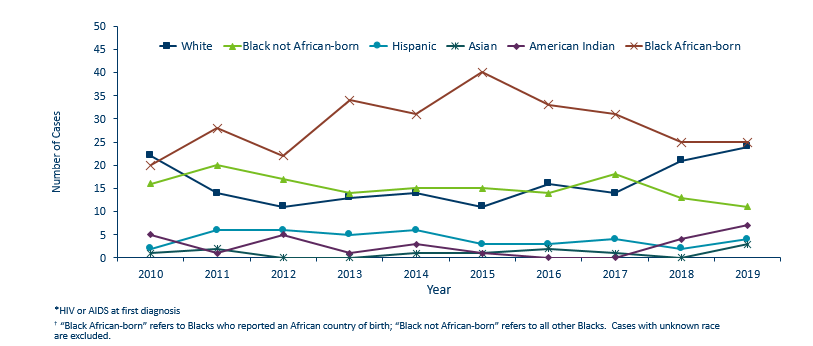 50
45
40
35
30
25
20
15
10
5
0
Number of Cases
White Black not African-born Hispanic Asian American Indian Black African-born
2010 2011 2012 2013 2014 2015 2016 2017 2018 2019
Year
*HIV or AIDS at first diagnosis
† “Black African-born” refers to Blacks who reported an African country of birth; “Black not African-born” refers to all other Blacks. Cases with unknown race
are excluded.